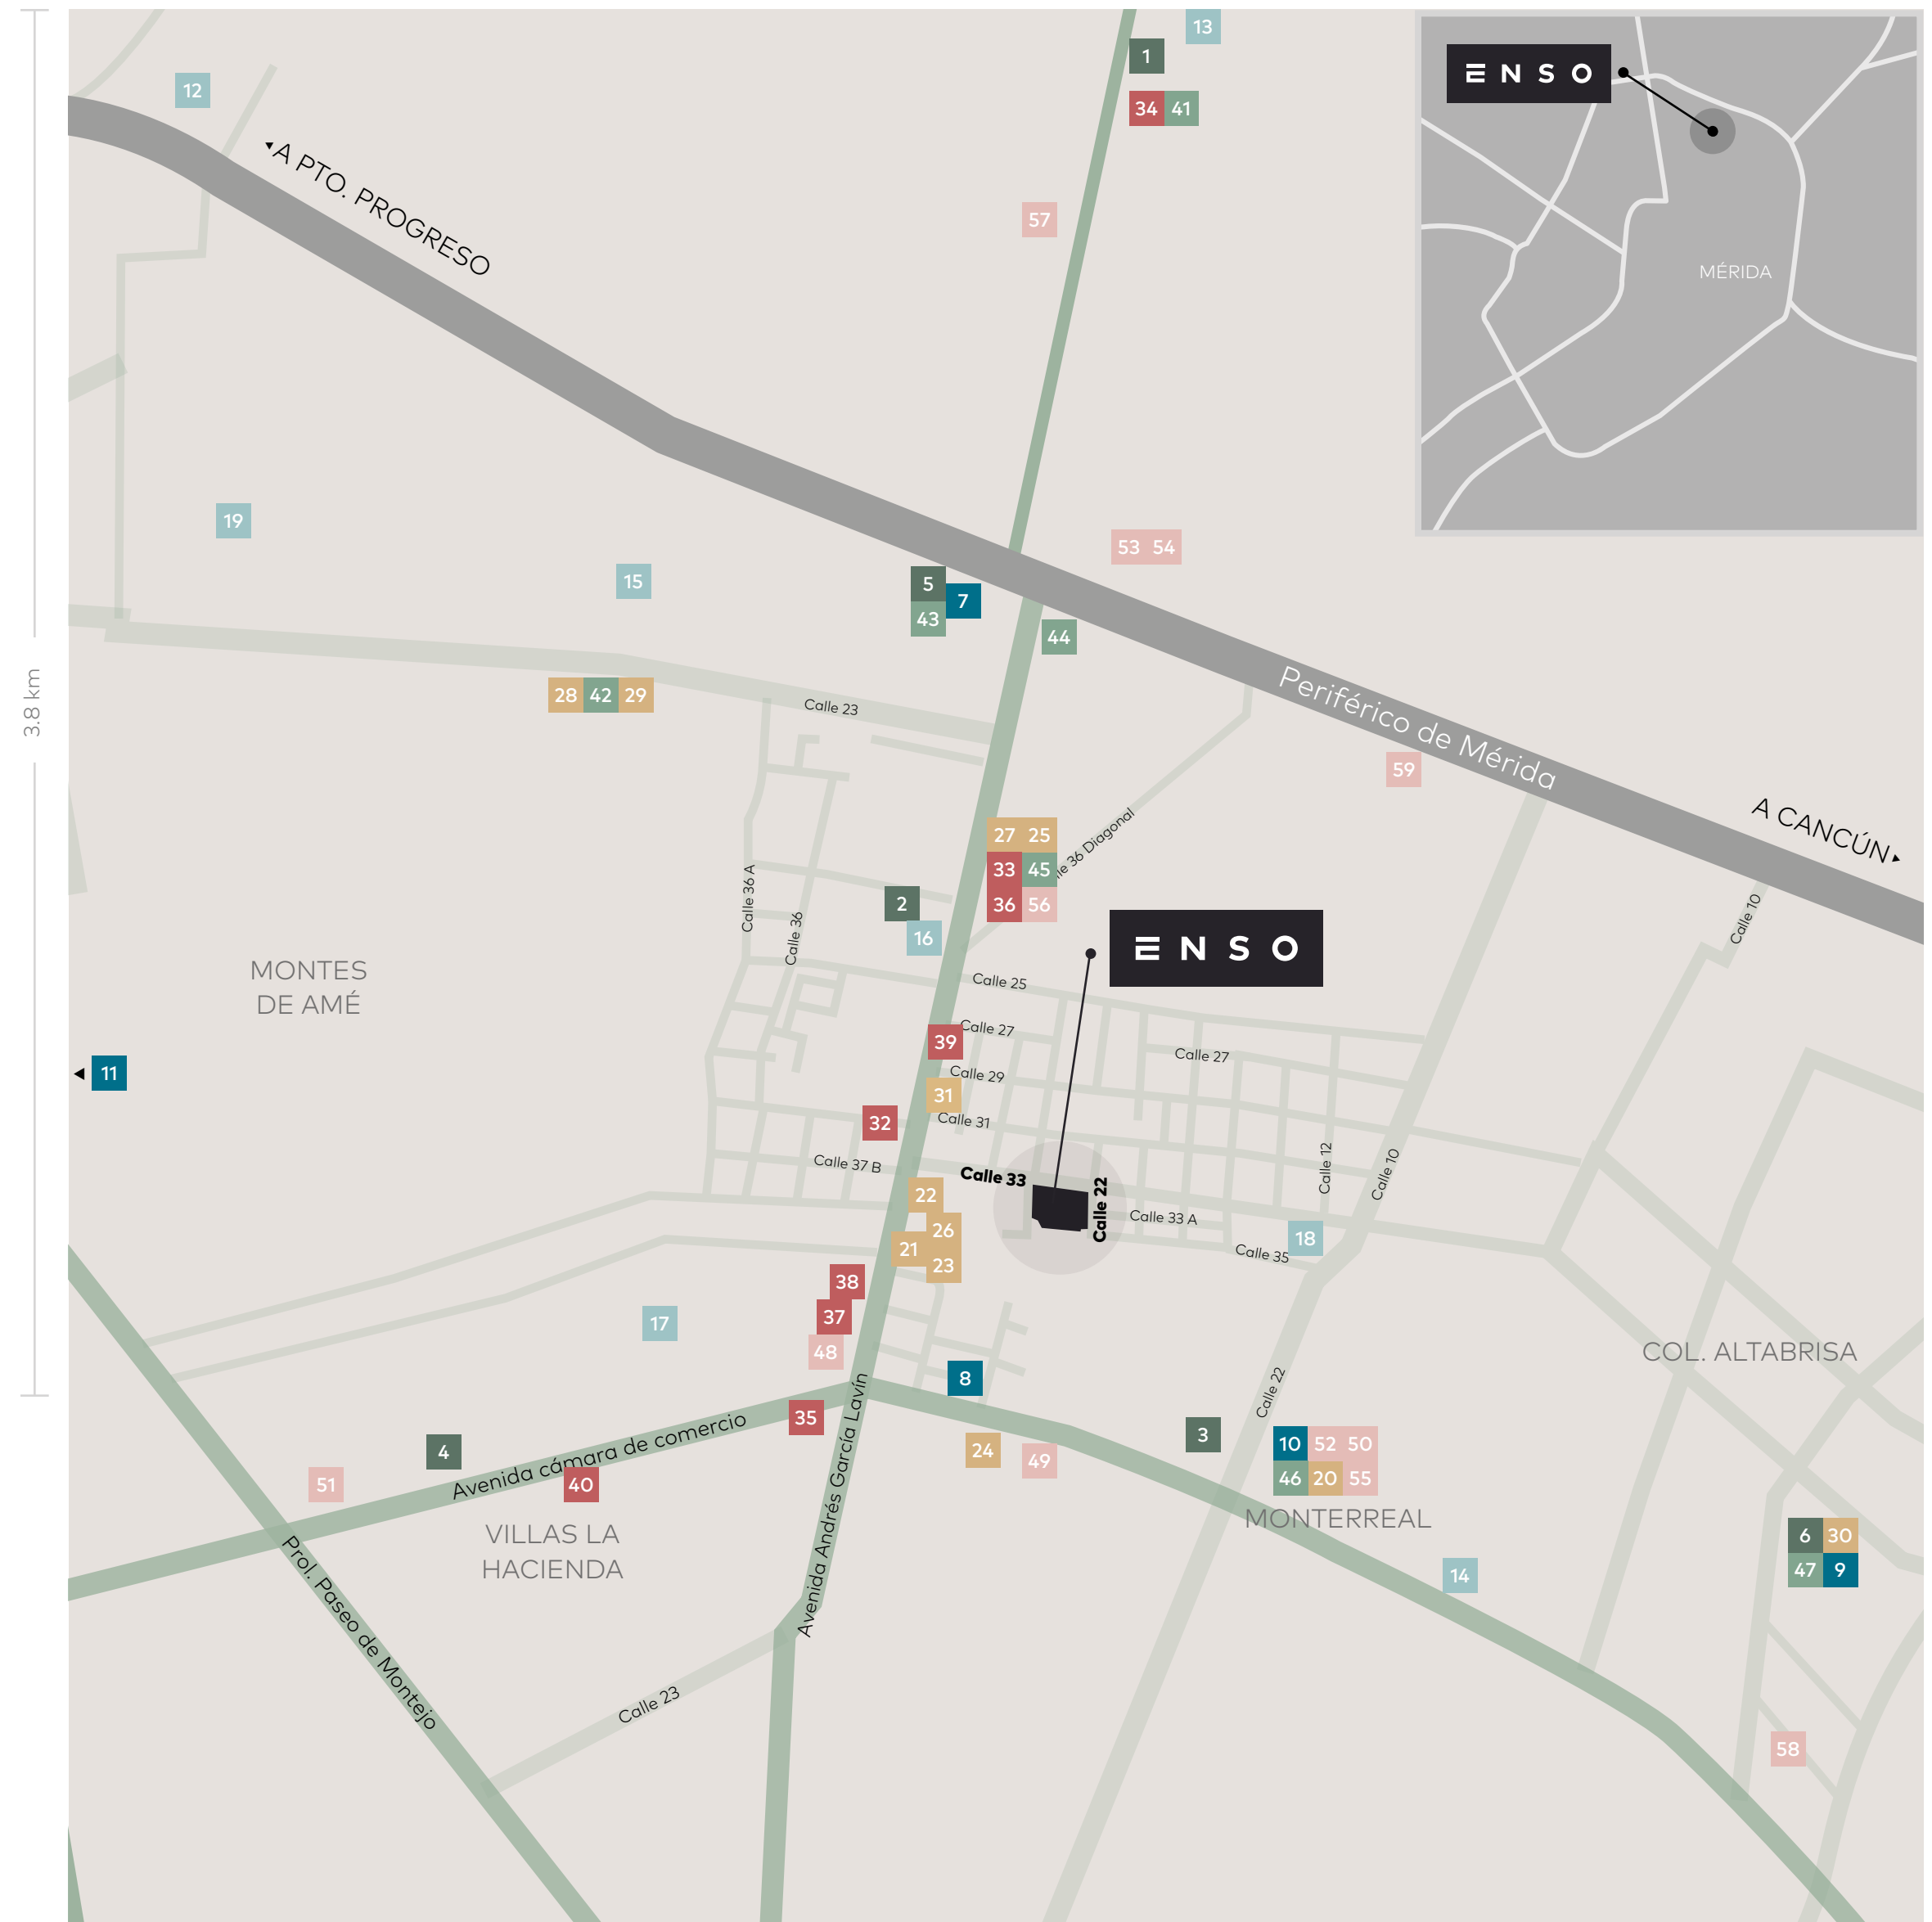 13
1
ENSO
12
34 41
A PTO. PROGRESO
57
MÉRIDA
19
53 54
15
5
7
43
44
3.8 km
28 42 29
Calle 23
Periférico de Mérida
59
A CANCÚN
27 25
Calle 36 A
Calle 36
33 45
36 56
2
16
ENSO
Calle 10
MONTES
DE AMÉ
Calle 25
39
Calle 27
Calle 27
11
Calle 29
31
32
Calle 31
Calle 37 B
Calle 33
Calle 22
Calle 12
Calle 10
22
Calle 33 A
26
21
23
18
Calle 35
38
37
17
48
COL. ALTABRISA
8
Calle 22
35
Avenida cámara de comercio
Avenida Andrés García Lavín
4
3
24
49
10 52 50
46 20 55
51
40
MONTERREAL
VILLAS LA
HACIENDA
6 30
47 9
14
Prol. Paseo de Montejo
Calle 23
58